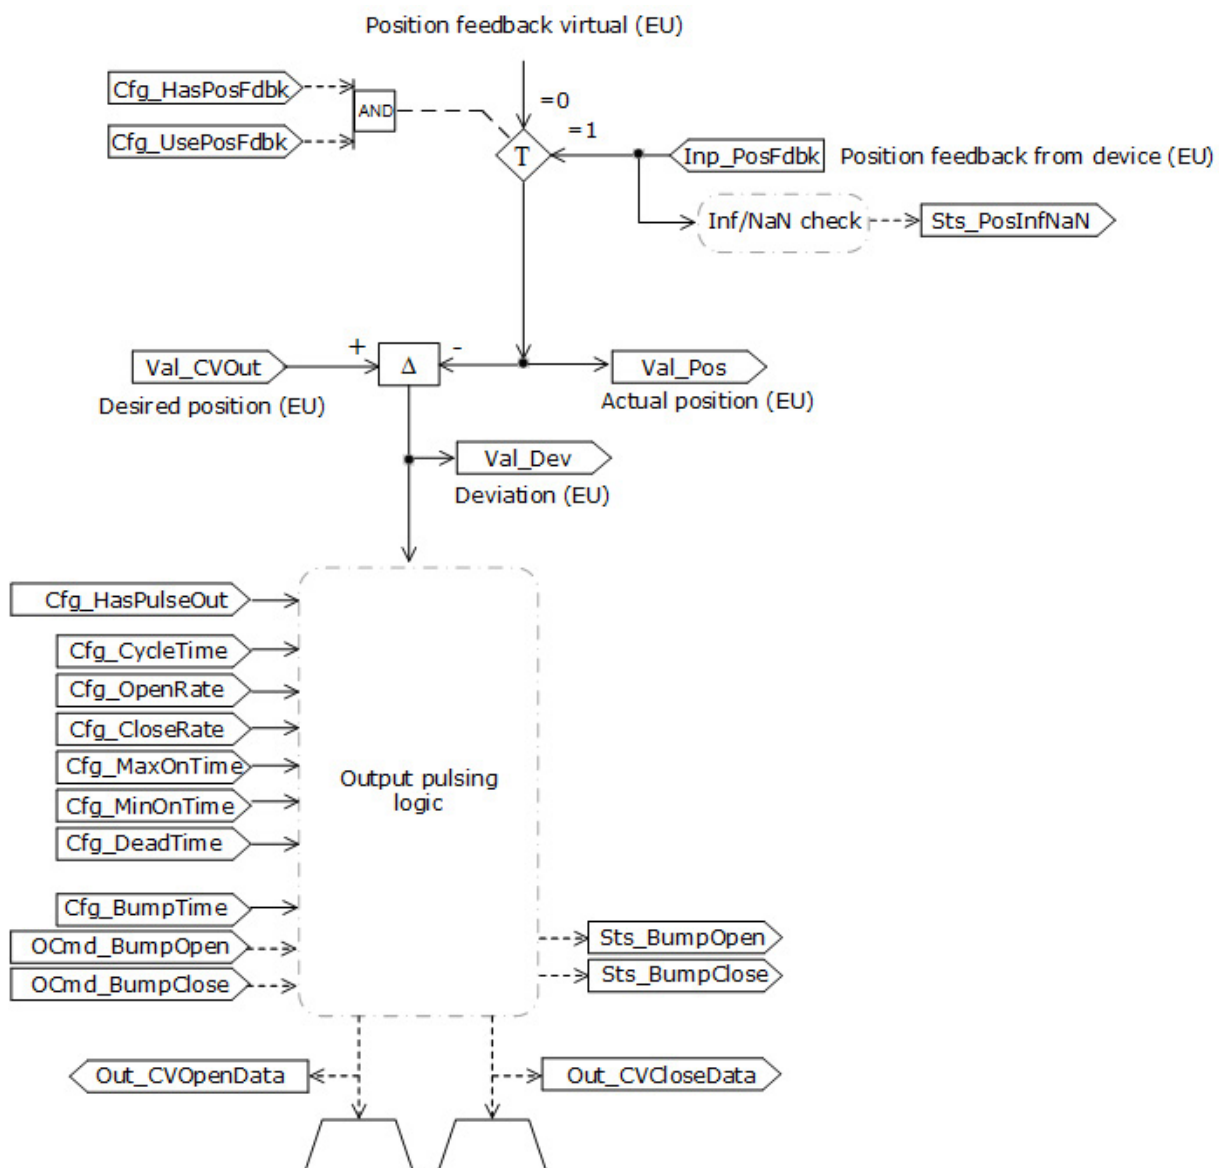 Position feedback virtual (EU)
Cfg_HasPosFdbk
=0
AND
=1
Cfg_UsePosFdbk
T
Inp_PosFdbk
Position feedback from device (EU)
Inf/NaN check
Sts_PosInfNaN
+
-
Val_CVOut
Δ
Val_Pos
Desired position (EU)
Actual position (EU)
Val_Dev
Deviation (EU)
Cfg_HasPulseOut
Cfg_CycleTime
Cfg_OpenRate
Cfg_CloseRate
Cfg_MaxOnTime
Output pulsing
logic
Cfg_MinOnTime
Cfg_DeadTime
Cfg_BumpTime
OCmd_BumpOpen
Sts_BumpOpen
OCmd_BumpClose
Sts_BumpClose
Out_CVOpenData
Out_CVCloseData